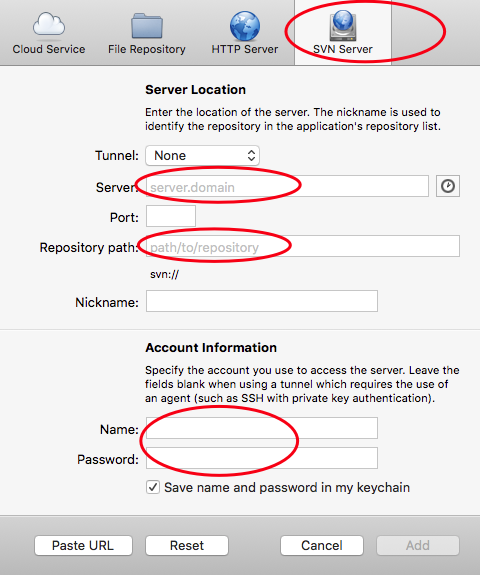 Cloud Service File Repository HTTP Server SVN Server
Server Location
Enter the location of the server. The nickname is used to
identify the repository in the application's repository list.
Tunnel: None
Server: server.domain
Port:
Repository path: path/to/repository
svn://
Nickname:
Account Information
Specify the account you use to access the server. Leave the
fields blank when using a tunnel which requires the use of
an agent (such as SSH with private key authentication).
Name:
Password:
Save name and password in my keychain
Paste URL Reset Cancel Add